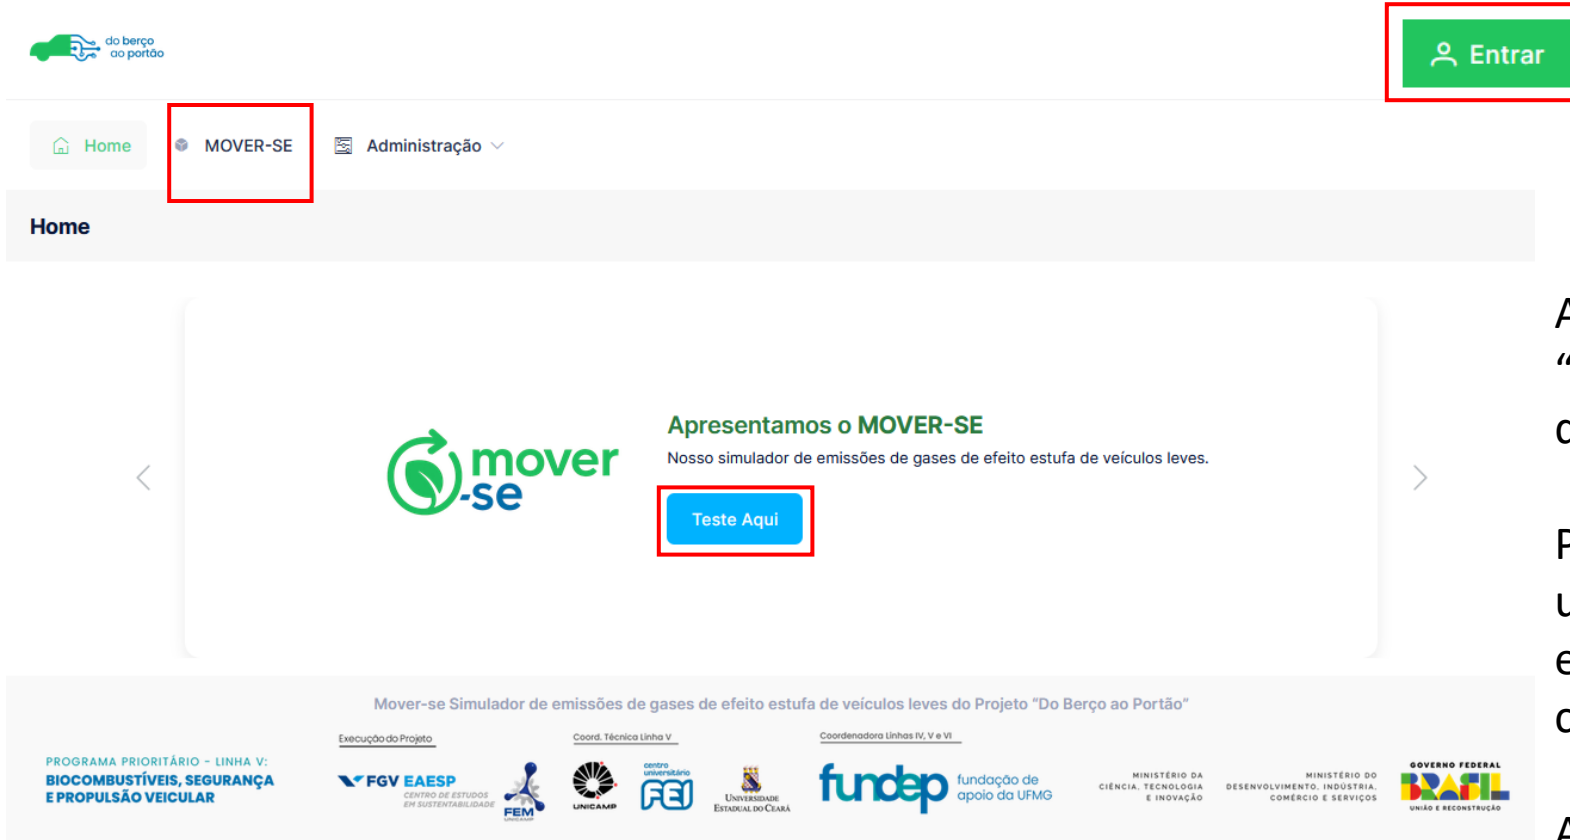 do berço
ao portão
Entrar
Home
MOVER-SE
Administração
Home
Apresentamos o MOVER-SE
Nosso simulador de emissões de gases de efeito estufa de veículos leves.
mover
-se
Teste Aqui
Mover-se Simulador de emissões de gases de efeito estufa de veículos leves do Projeto "Do Berço ao Portão"
Execução do Projeto
Coord. Técnica Linha V
Coordenadora Linhas IV, V e VI
PROGRAMA PRIORITÁRIO - LINHA V:
BIOCOMBUSTÍVEIS, SEGURANÇA
E PROPULSÃO VEICULAR
FGV EAESP
CENTRO DE ESTUDOS
EM SUSTENTABILIDADE
FEM
UNICAMP
UNICAMP
centro
universitário
FEI
UNIVERSIDADE
ESTADUAL DO CEARÁ
fundep
fundação de
apoio da UFMG
MINISTÉRIO DA
CIÊNCIA, TECNOLOGIA
E INOVAÇÃO
MINISTÉRIO DO
DESENVOLVIMENTO, INDÚSTRIA,
COMÉRCIO E SERVIÇOS
GOVERNO FEDERAL
BRASIL
UNIÃO E RECONSTRUÇÃO